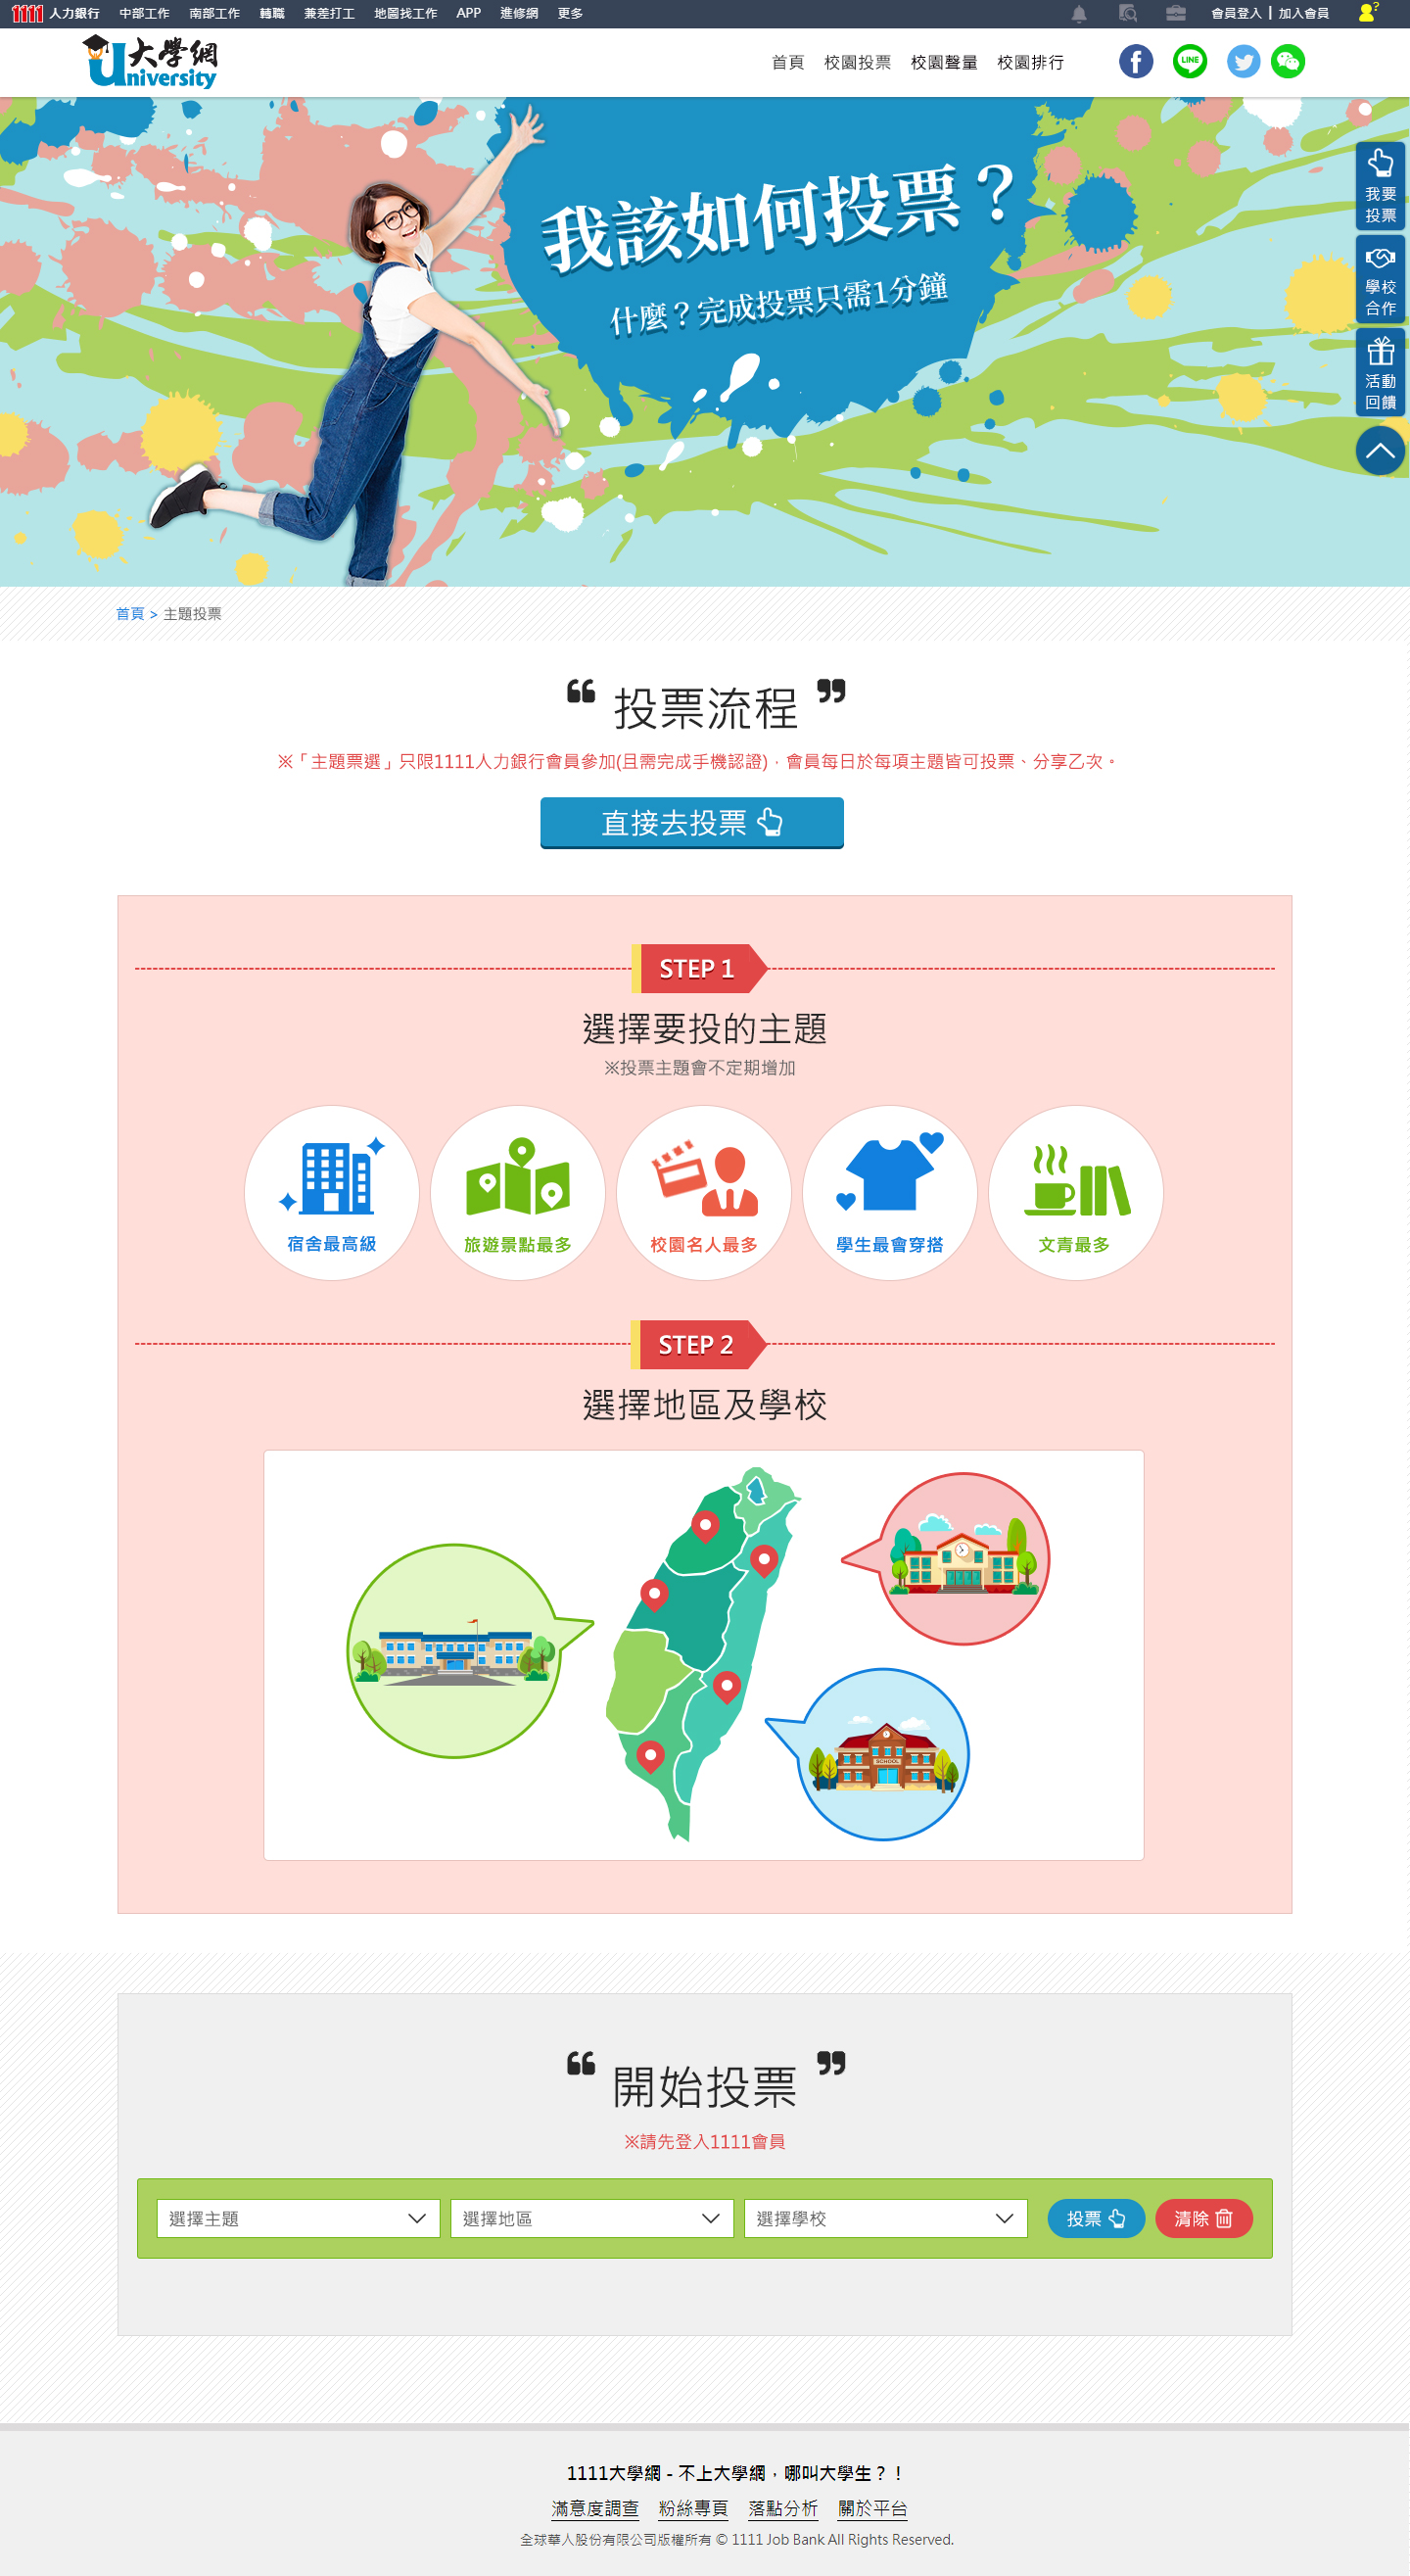 1111 人力銀行 中部工作 南部工作 轉職 兼差打工 地圖找工作 APP 進修網 更多 會員登入 | 加入會員
大學網
University
首頁 校園投票 校園聲量 校園排行
LINE
我該如何投票？
什麼？完成投票只需1分鐘
我要
投票
學校
合作
活動
回饋
首頁 > 主題投票
投票流程
※「主題票選」只限1111人力銀行會員參加(且需完成手機認證)，會員每日於每項主題皆可投票、分享乙次。
直接去投票
STEP 1
選擇要投的主題
※投票主題會不定期增加
宿舍最高級 旅遊景點最多 校園名人最多 學生最會穿搭 文青最多
STEP 2
選擇地區及學校
SCHOOL
開始投票
※請先登入1111會員
選擇主題 選擇地區 選擇學校 投票 清除
1111大學網 - 不上大學網，哪叫大學生？！
滿意度調查 粉絲專頁 落點分析 關於平台
全球華人股份有限公司版權所有 © 1111 Job Bank All Rights Reserved.